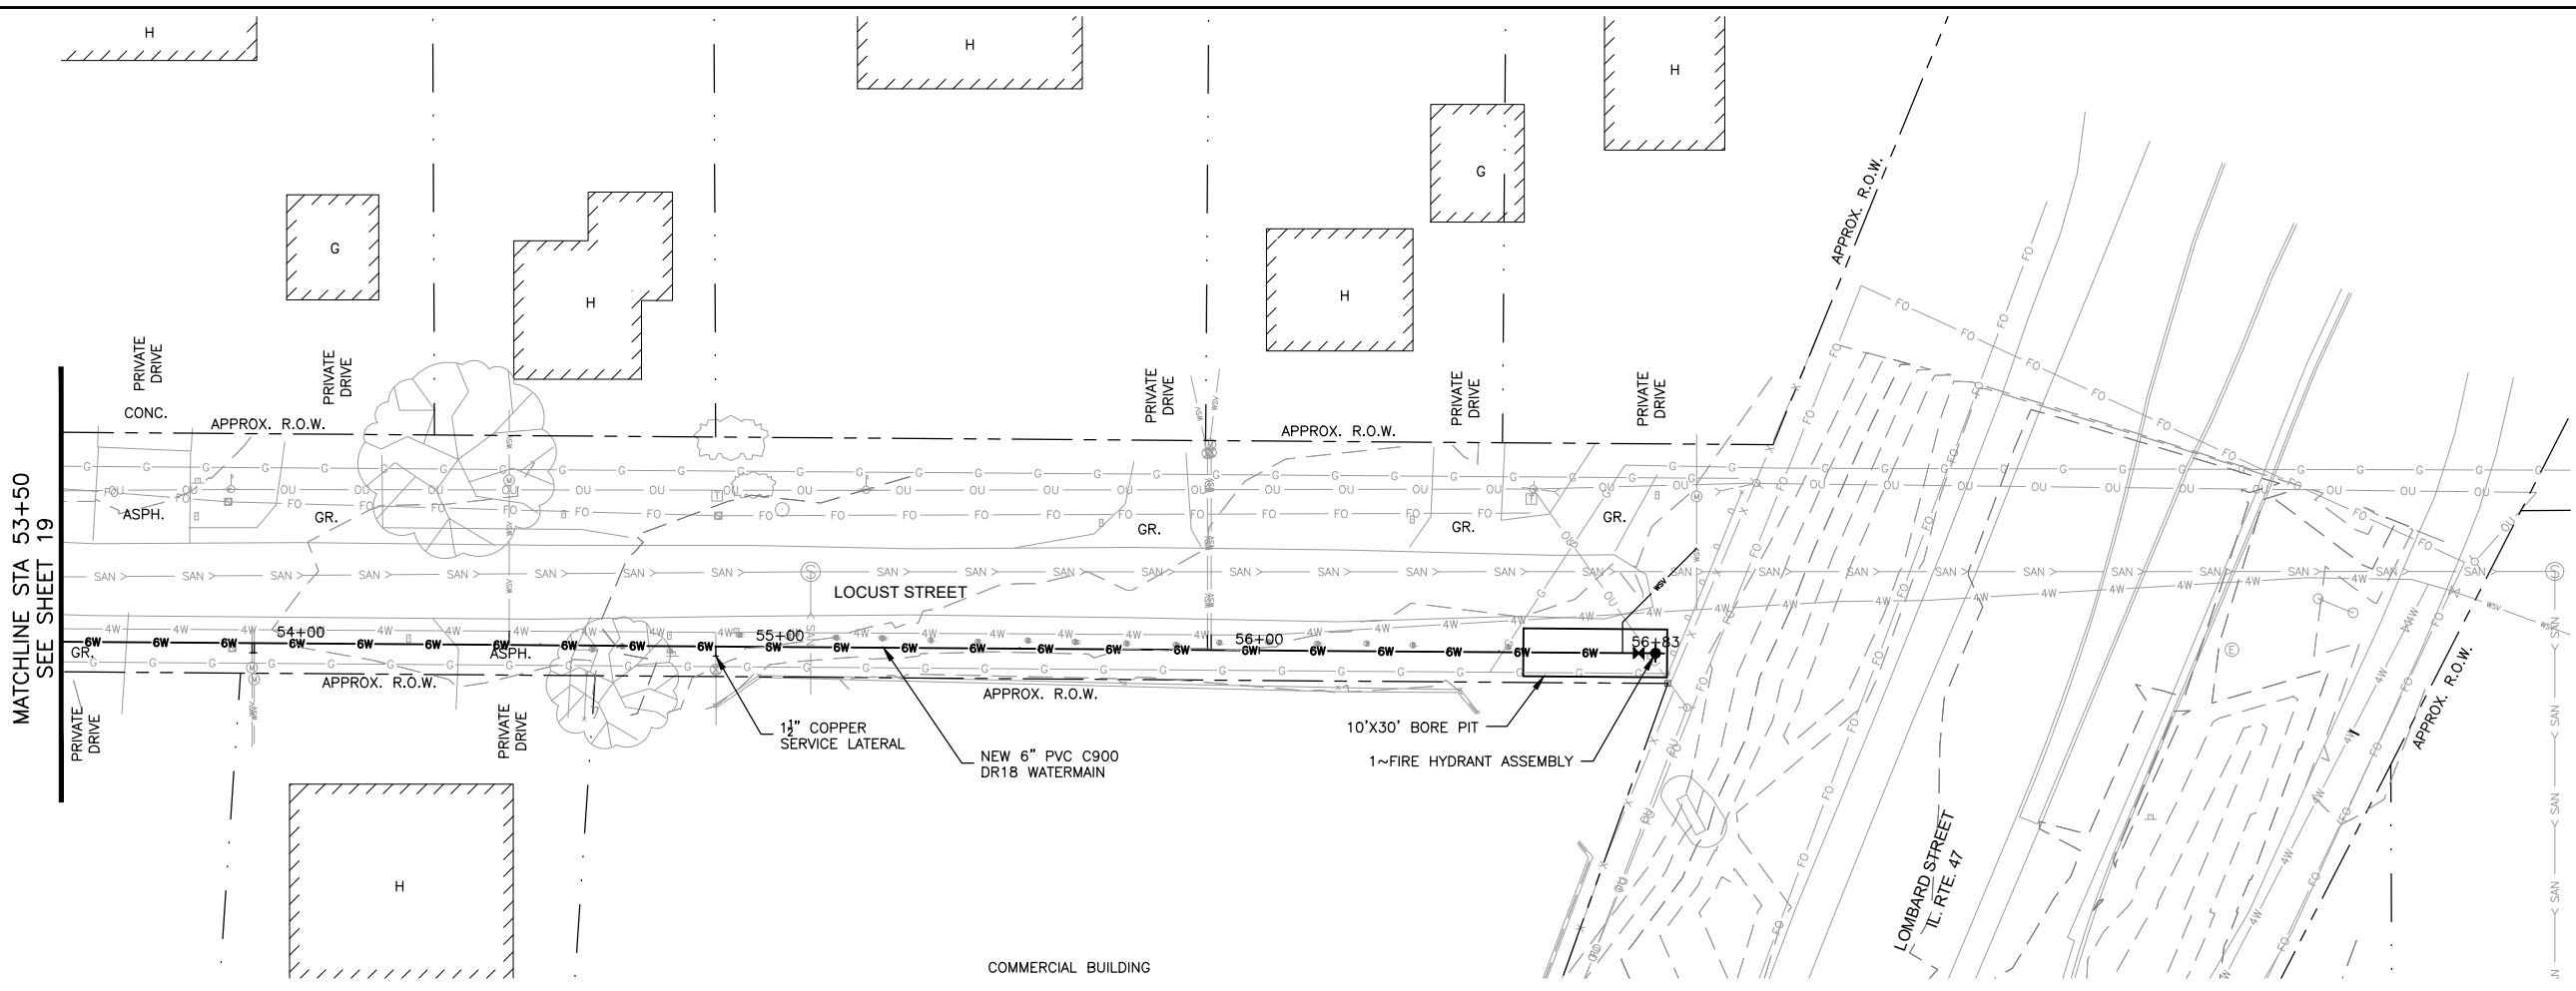 H
H
H
G
G
H
H
H
APPROX. R.O.W.
PRIVATE
DRIVE
PRIVATE
DRIVE
PRIVATE
DRIVE
PRIVATE
DRIVE
PRIVATE
DRIVE
CONC.
APPROX. R.O.W.
APPROX. R.O.W.
MATCHLINE STA 53+50
SEE SHEET 19
ASPH.
GR.
GR.
GR.
GR.
LOCUST STREET
54+00
55+00
56+00
56+83
GR.
ASPH.
APPROX. R.O.W.
APPROX. R.O.W.
PRIVATE
DRIVE
PRIVATE
DRIVE
1½" COPPER
SERVICE LATERAL
NEW 6" PVC C900
DR18 WATERMAIN
10'X30' BORE PIT
1~FIRE HYDRANT ASSEMBLY
APPROX. R.O.W.
H
LOMBARD STREET
IL. RTE. 47
COMMERCIAL BUILDING